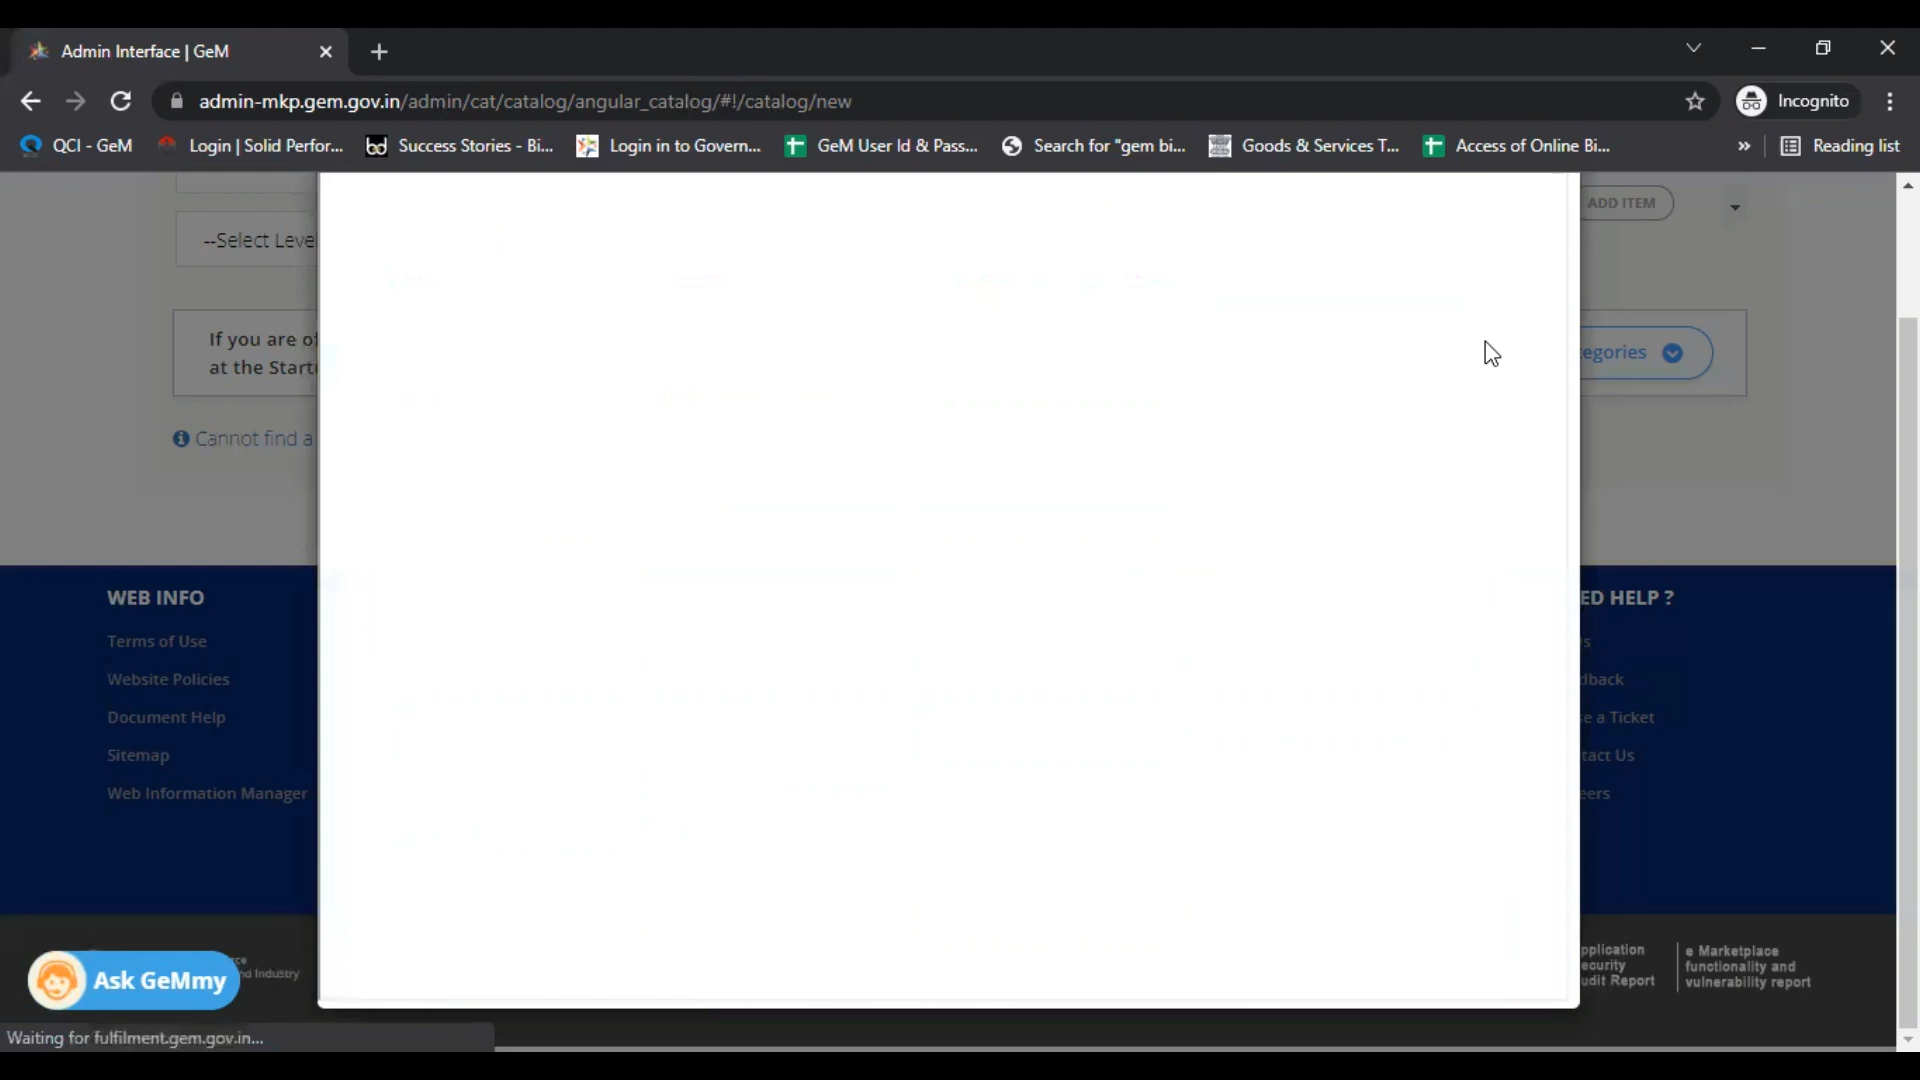 Admin Interface | GeM
admin-mkp.gem.gov.in/admin/cat/catalog/angular_catalog/#!/catalog/new
Incognito
QCI - GeM
Login | Solid Perfor...
Success Stories - Bi...
Login in to Govern...
GeM User Id & Pass...
Search for "gem bi...
Goods & Services T...
Access of Online Bi...
»
Reading list
ADD ITEM
--Select Leve
If you are of
at the Start
egories
Cannot find a
WEB INFO
ED HELP ?
Terms of Use
Website Policies
dback
Document Help
e a Ticket
Sitemap
tact Us
Web Information Manager
eers
nd Industry
pplication
ecurity
udit Report
e Marketplace
functionality and
vulnerability report
Ask GeMmy
Waiting for fulfilment.gem.gov.in...